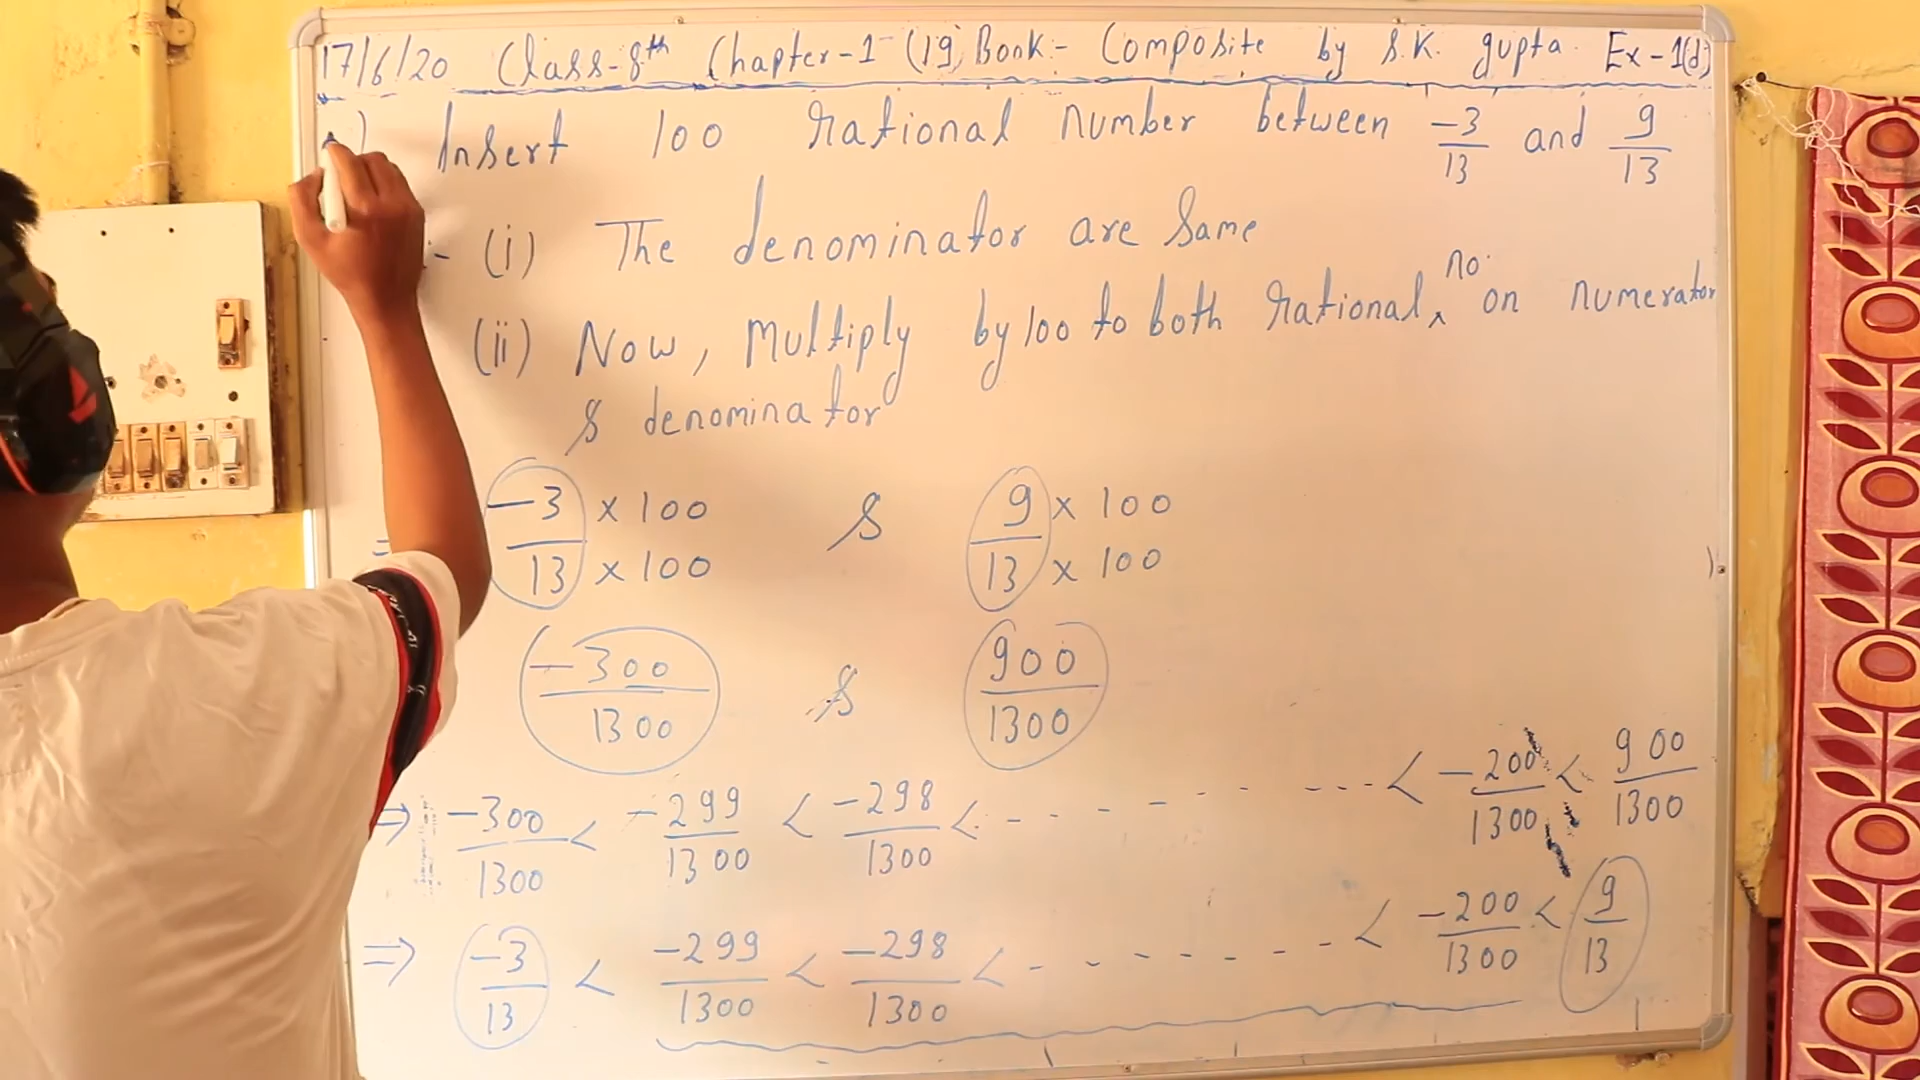 17/6/20 Class-8th Chapter-1 (19) Book:- Composite by S.K. gupta. Ex-1(d)
Insert 100 rational number between -3/13 and 9/13
:- (i) The denominator are same
(ii) Now, Multiply by 100 to both rational no. on numerator
& denominator
-3/13 × 100/× 100 & 9/13 × 100/× 100
-300/1300 & 900/1300
⇒ -300/1300 < -299/1300 < -298/1300 < - - - - - - - - - < -200/1300 < 900/1300
⇒ -3/13 < -299/1300 < -298/1300 < - - - - - - - - < -200/1300 < 9/13